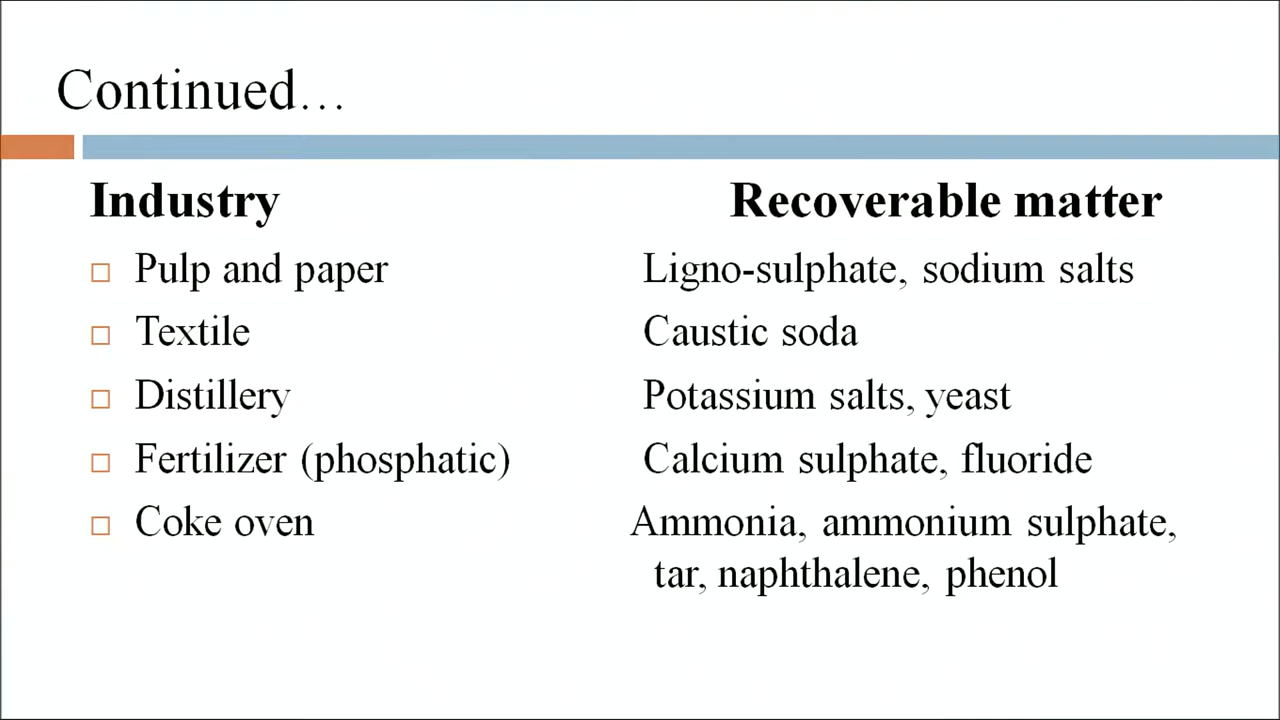 Continued…
Industry Recoverable matter
Pulp and paper Ligno-sulphate, sodium salts
Textile Caustic soda
Distillery Potassium salts, yeast
Fertilizer (phosphatic) Calcium sulphate, fluoride
Coke oven Ammonia, ammonium sulphate,
tar, naphthalene, phenol